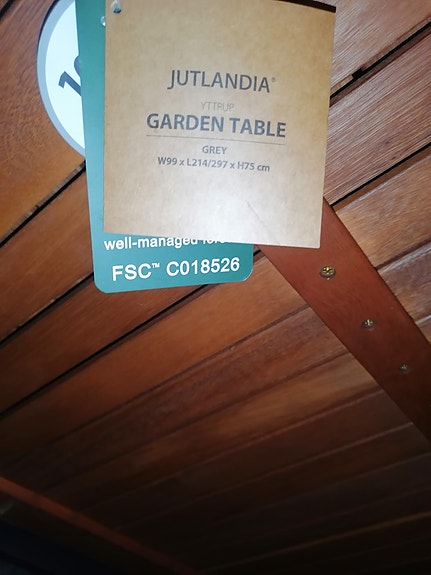 JUTLANDIA®
YTTRUP
GARDEN TABLE
GREY
W99 x L214/297 x H75 cm
well-managed
FSC™ C018526